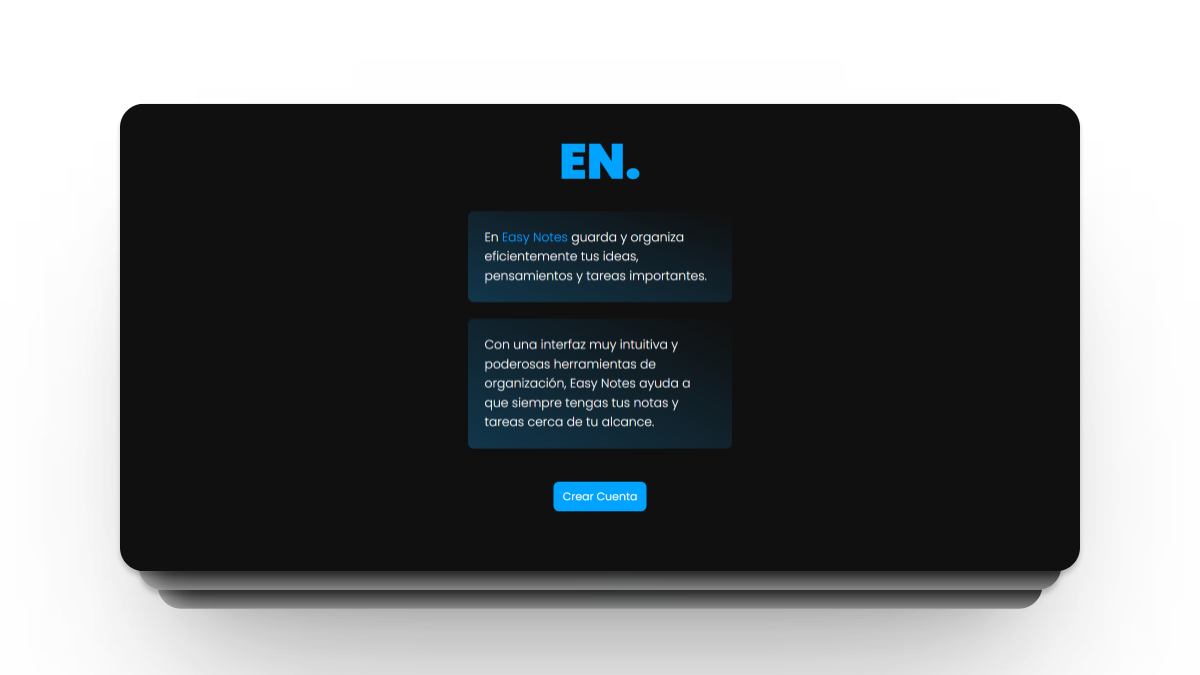 EN.
En Easy Notes guarda y organiza
eficientemente tus ideas,
pensamientos y tareas importantes.
Con una interfaz muy intuitiva y
poderosas herramientas de
organización, Easy Notes ayuda a
que siempre tengas tus notas y
tareas cerca de tu alcance.
Crear Cuenta